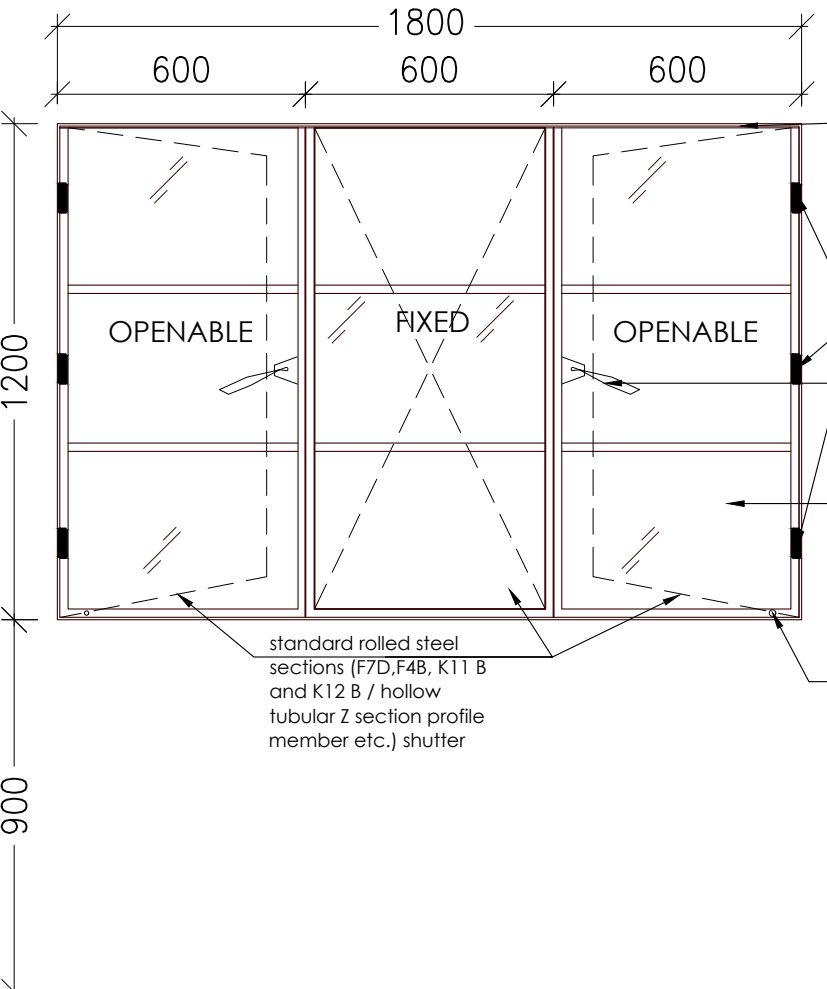 1800
600 600 600
1200
OPENABLE FIXED OPENABLE
standard rolled steel
sections (F7D,F4B, K11 B
and K12 B / hollow
tubular Z section profile
member etc.) shutter
900